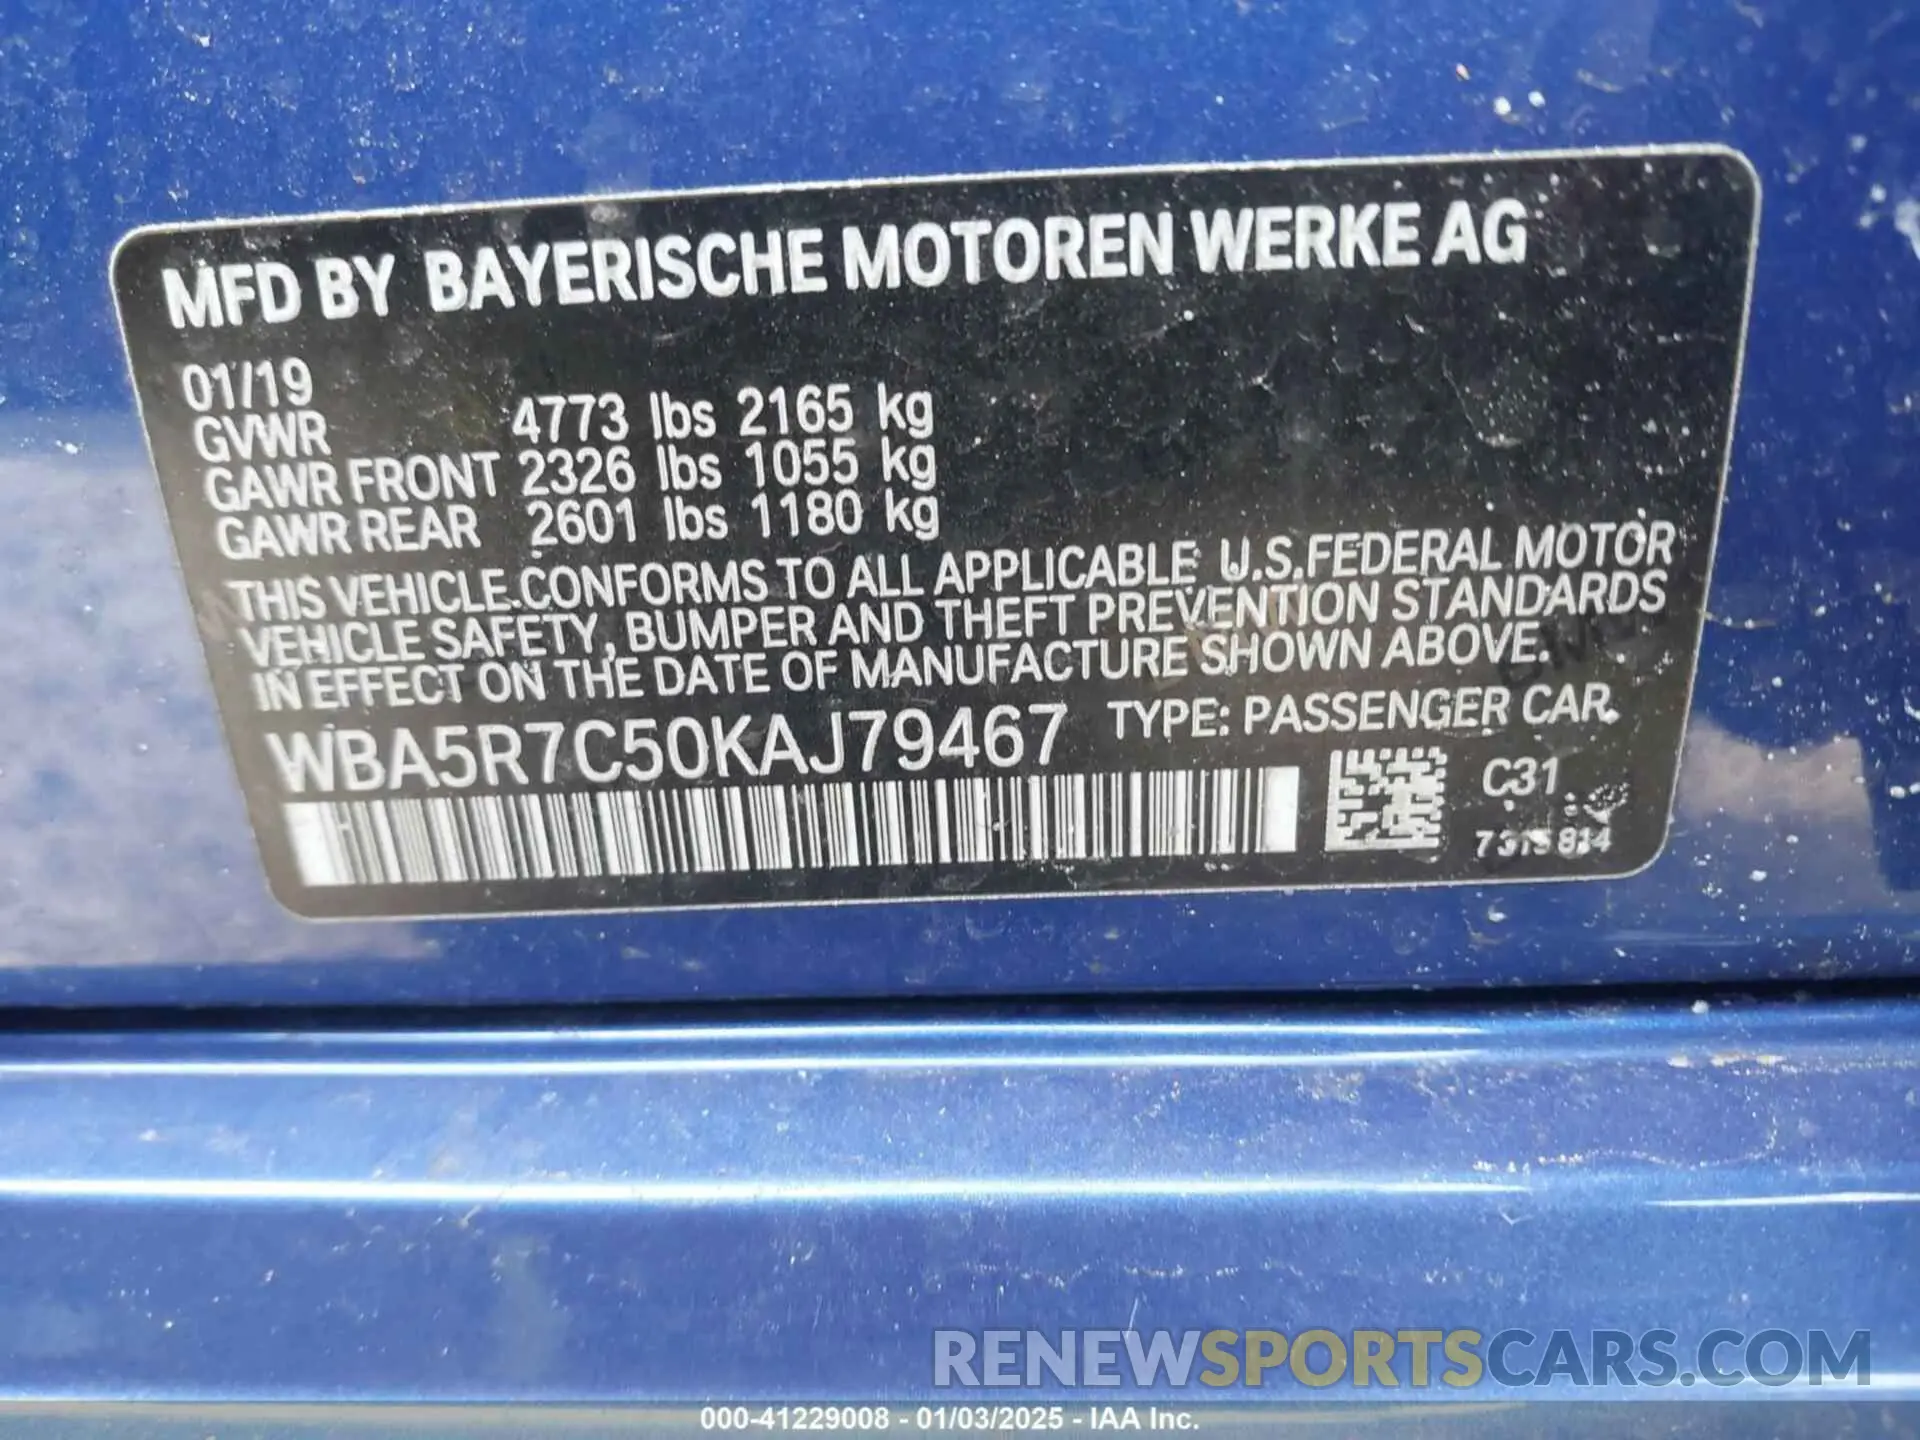 MFD BY BAYERISCHE MOTOREN WERKE AG
01/19
GVWR 4773 lbs 2165 kg
GAWR FRONT 2326 lbs 1055 kg
GAWR REAR 2601 lbs 1180 kg
THIS VEHICLE CONFORMS TO ALL APPLICABLE U.S.FEDERAL MOTOR
VEHICLE SAFETY, BUMPER AND THEFT PREVENTION STANDARDS
IN EFFECT ON THE DATE OF MANUFACTURE SHOWN ABOVE.
WBA5R7C50KAJ79467 TYPE: PASSENGER CAR
C31
RENEWSPORTSCARS.COM
000-41229008 - 01/03/2025 - IAA Inc.